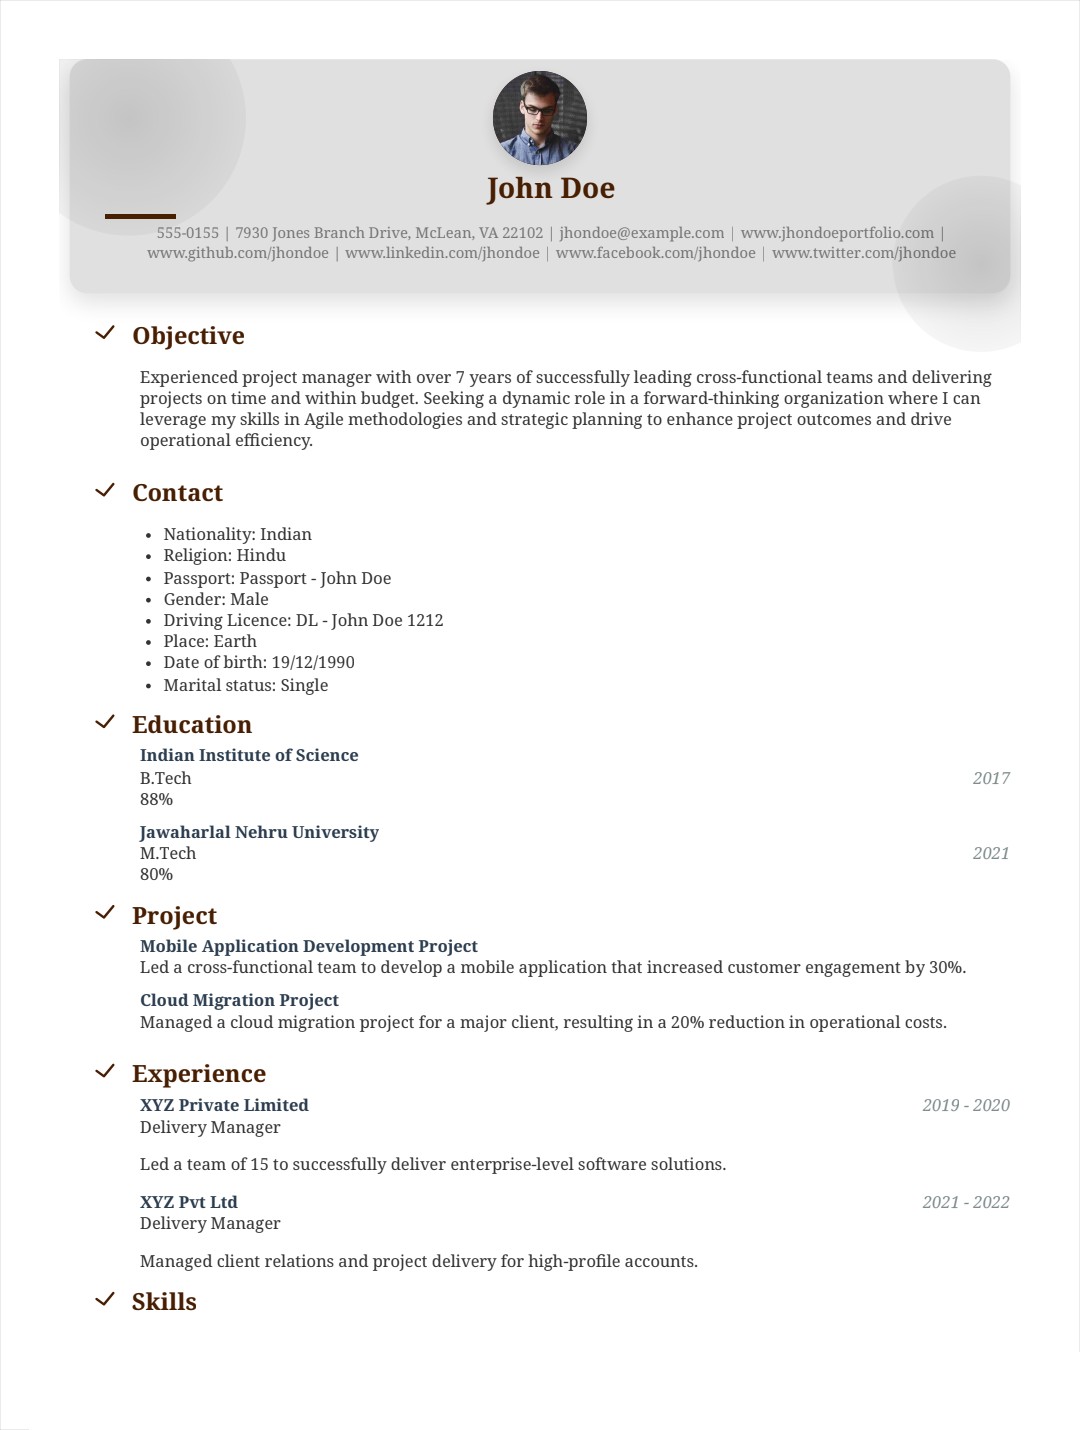 John Doe
555-0155 | 7930 Jones Branch Drive, McLean, VA 22102 | jhondoe@example.com | www.jhondoeportfolio.com |
www.github.com/jhondoe | www.linkedin.com/jhondoe | www.facebook.com/jhondoe | www.twitter.com/jhondoe
Objective
Experienced project manager with over 7 years of successfully leading cross-functional teams and delivering
projects on time and within budget. Seeking a dynamic role in a forward-thinking organization where I can
leverage my skills in Agile methodologies and strategic planning to enhance project outcomes and drive
operational efficiency.
Contact
• Nationality: Indian
• Religion: Hindu
• Passport: Passport - John Doe
• Gender: Male
• Driving Licence: DL - John Doe 1212
• Place: Earth
• Date of birth: 19/12/1990
• Marital status: Single
Education
Indian Institute of Science
B.Tech 2017
88%
Jawaharlal Nehru University
M.Tech 2021
80%
Project
Mobile Application Development Project
Led a cross-functional team to develop a mobile application that increased customer engagement by 30%.
Cloud Migration Project
Managed a cloud migration project for a major client, resulting in a 20% reduction in operational costs.
Experience
XYZ Private Limited 2019 - 2020
Delivery Manager
Led a team of 15 to successfully deliver enterprise-level software solutions.
XYZ Pvt Ltd 2021 - 2022
Delivery Manager
Managed client relations and project delivery for high-profile accounts.
Skills